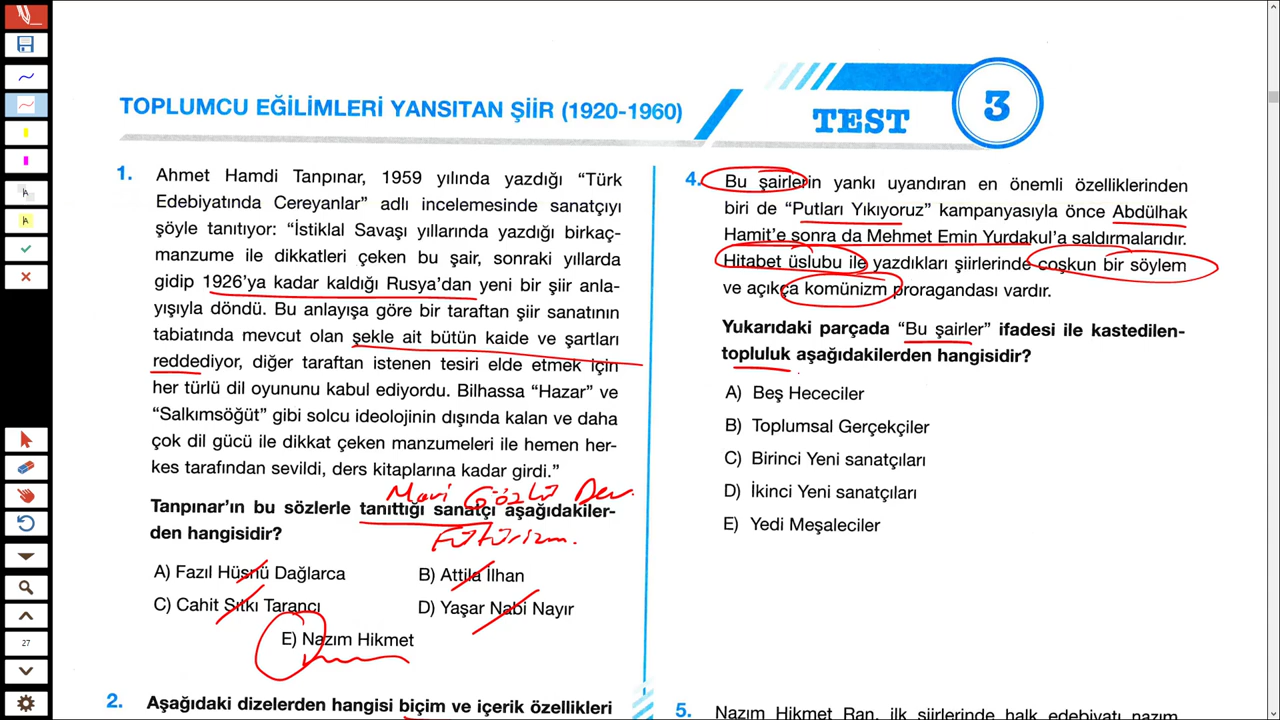 TOPLUMCU EĞİLİMLERİ YANSITAN ŞİİR (1920-1960)
TEST
3
1.
Ahmet Hamdi Tanpınar, 1959 yılında yazdığı “Türk
Edebiyatında Cereyanlar” adlı incelemesinde sanatçıyı
şöyle tanıtıyor: “İstiklal Savaşı yıllarında yazdığı birkaç-
manzume ile dikkatleri çeken bu şair, sonraki yıllarda
gidip 1926’ya kadar kaldığı Rusya’dan yeni bir şiir anla-
yışıyla döndü. Bu anlayışa göre bir taraftan şiir sanatının
tabiatında mevcut olan şekle ait bütün kaide ve şartları
reddediyor, diğer taraftan istenen tesiri elde etmek için
her türlü dil oyununu kabul ediyordu. Bilhassa “Hazar” ve
“Salkımsöğüt” gibi solcu ideolojinin dışında kalan ve daha
çok dil gücü ile dikkat çeken manzumeleri ile hemen her-
kes tarafından sevildi, ders kitaplarına kadar girdi.”
Mavi Gözlü Dev.
Tanpınar’ın bu sözlerle tanıttığı sanatçı aşağıdakiler-
den hangisidir?
Fütürizm.
A) Fazıl Hüsnü Dağlarca
B) Attila İlhan
C) Cahit Sıtkı Tarancı
D) Yaşar Nabi Nayır
E) Nazım Hikmet
2.
Aşağıdaki dizelerden hangisi biçim ve içerik özellikleri
4.
Bu şairlerin yankı uyandıran en önemli özelliklerinden
biri de “Putları Yıkıyoruz” kampanyasıyla önce Abdülhak
Hamit’e sonra da Mehmet Emin Yurdakul’a saldırmalarıdır.
Hitabet üslubu ile yazdıkları şiirlerinde coşkun bir söylem
ve açıkça komünizm proragandası vardır.
Yukarıdaki parçada “Bu şairler” ifadesi ile kastedilen-
topluluk aşağıdakilerden hangisidir?
A) Beş Hececiler
B) Toplumsal Gerçekçiler
C) Birinci Yeni sanatçıları
D) İkinci Yeni sanatçıları
E) Yedi Meşaleciler
5.
Nazım Hikmet Ran, ilk şiirlerinde halk edebiyatı nazım
27